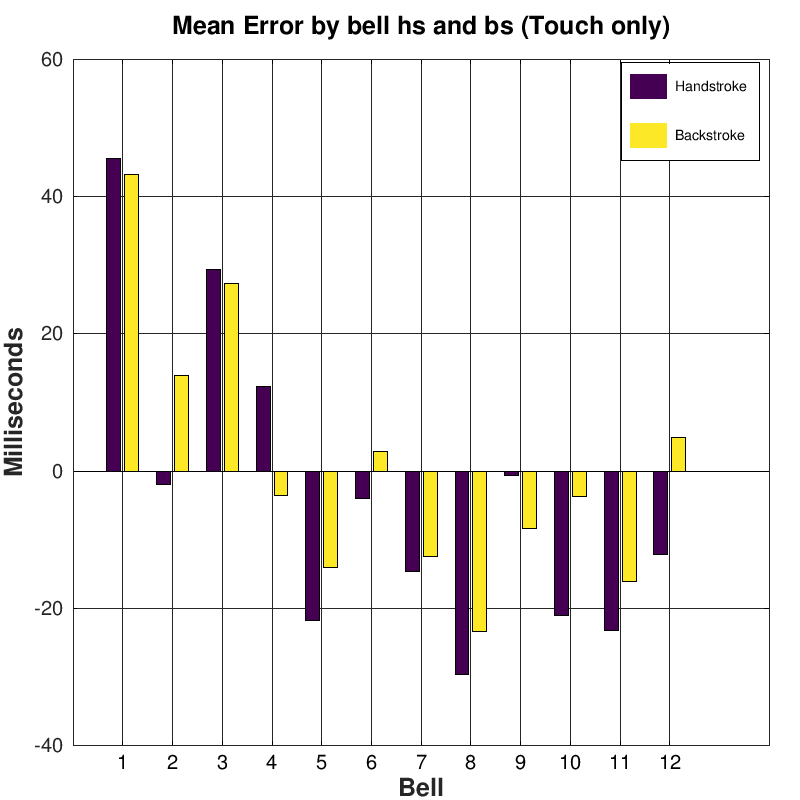 Mean Error by bell hs and bs (Touch only)
Handstroke
Backstroke
Milliseconds
60
40
20
0
-20
-40
1 2 3 4 5 6 7 8 9 10 11 12
Bell